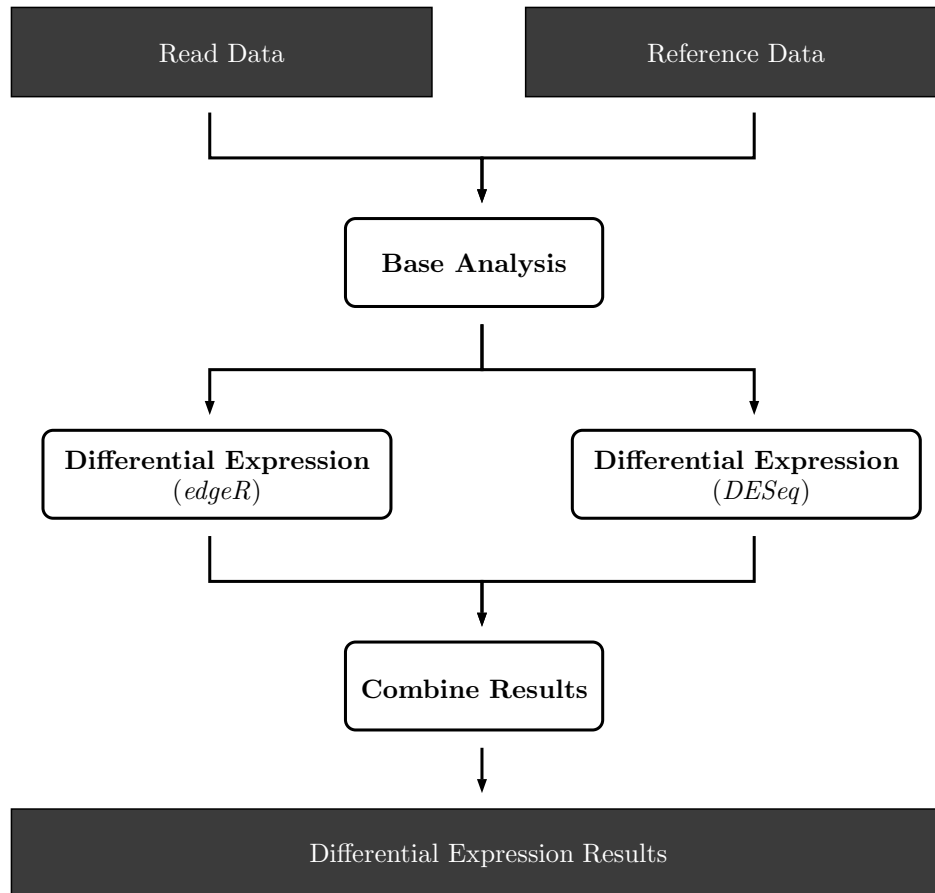 Read Data
Reference Data
Base Analysis
Differential Expression
(edgeR)
Differential Expression
(DESeq)
Combine Results
Differential Expression Results